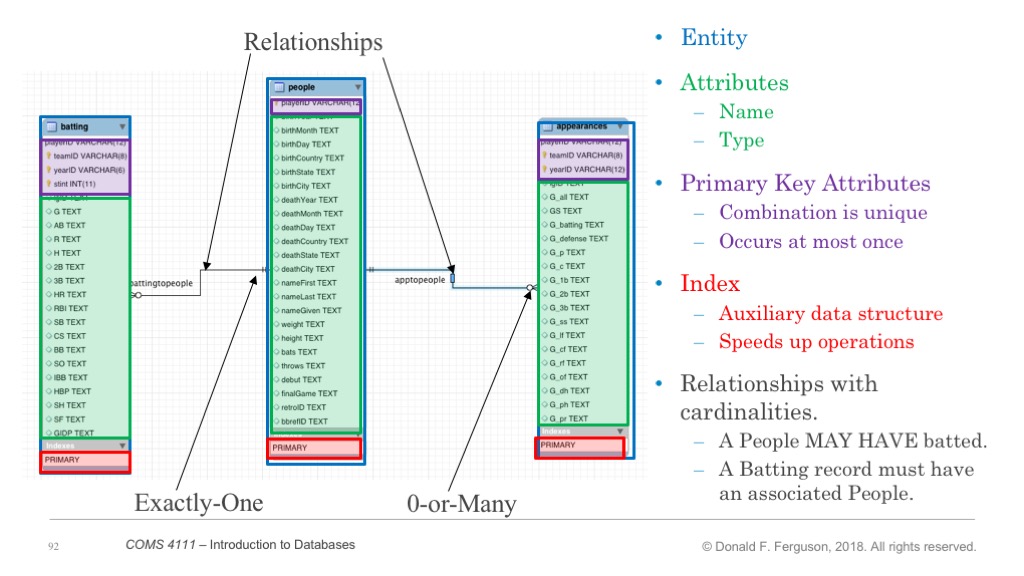 Relationships
batting
playerID VARCHAR(12)
teamID VARCHAR(8)
yearID VARCHAR(6)
stint INT(11)
G TEXT
AB TEXT
R TEXT
H TEXT
2B TEXT
3B TEXT
HR TEXT
RBI TEXT
SB TEXT
CS TEXT
BB TEXT
SO TEXT
IBB TEXT
HBP TEXT
SH TEXT
SF TEXT
GIDP TEXT
Indexes
PRIMARY
battingtopeople
people
playerID VARCHAR(12
birthMonth TEXT
birthDay TEXT
birthCountry TEXT
birthState TEXT
birthCity TEXT
deathYear TEXT
deathMonth TEXT
deathDay TEXT
deathCountry TEXT
deathState TEXT
deathCity TEXT
nameFirst TEXT
nameLast TEXT
nameGiven TEXT
weight TEXT
height TEXT
bats TEXT
throws TEXT
debut TEXT
finalGame TEXT
retroID TEXT
bbrefID TEXT
PRIMARY
apptopeople
appearances
playerID VARCHAR(12)
teamID VARCHAR(8)
yearID VARCHAR(12)
G_all TEXT
GS TEXT
G_batting TEXT
G_defense TEXT
G_p TEXT
G_c TEXT
G_1b TEXT
G_2b TEXT
G_3b TEXT
G_ss TEXT
G_lf TEXT
G_cf TEXT
G_rf TEXT
G_of TEXT
G_dh TEXT
G_ph TEXT
G_pr TEXT
Indexes
PRIMARY
Exactly-One
0-or-Many
• Entity
• Attributes
– Name
– Type
• Primary Key Attributes
– Combination is unique
– Occurs at most once
• Index
– Auxiliary data structure
– Speeds up operations
• Relationships with
cardinalities.
– A People MAY HAVE batted.
– A Batting record must have
an associated People.
92
COMS 4111 – Introduction to Databases
© Donald F. Ferguson, 2018. All rights reserved.